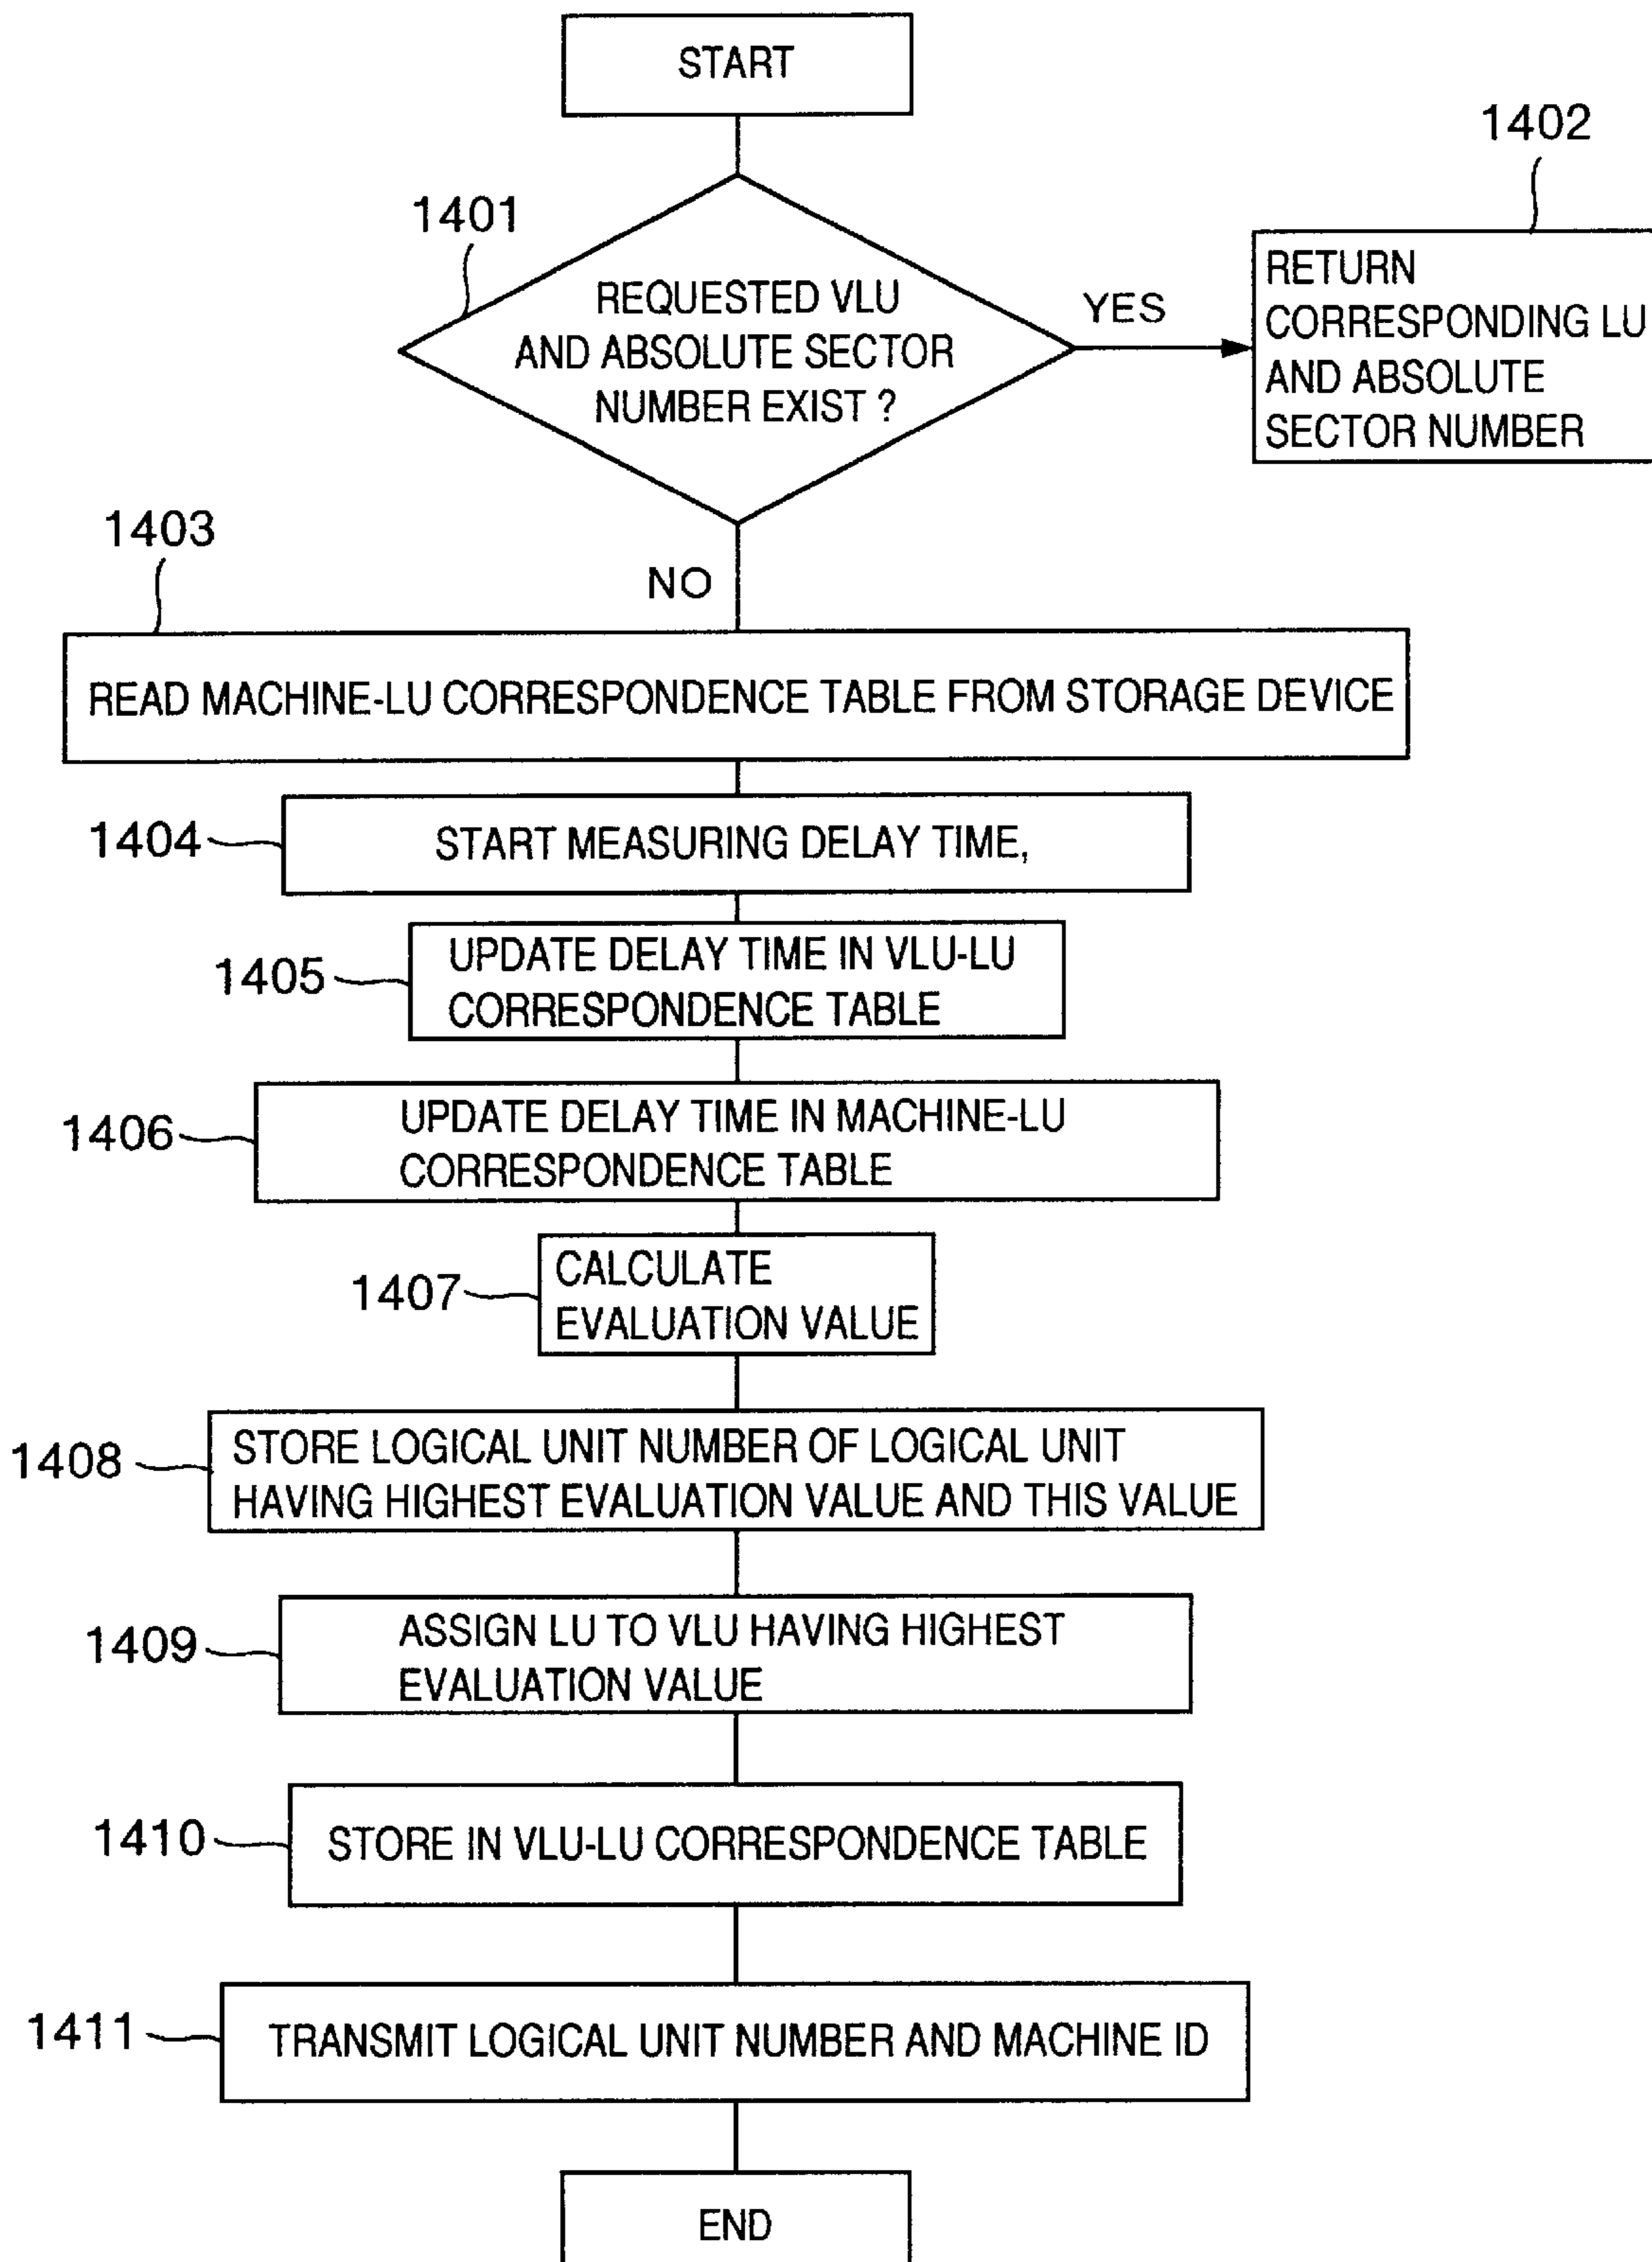 START
1401
REQUESTED VLU
AND ABSOLUTE SECTOR
NUMBER EXIST ?
YES
1402
RETURN
CORRESPONDING LU
AND ABSOLUTE
SECTOR NUMBER
NO
1403
READ MACHINE-LU CORRESPONDENCE TABLE FROM STORAGE DEVICE
1404
START MEASURING DELAY TIME,
1405
UPDATE DELAY TIME IN VLU-LU
CORRESPONDENCE TABLE
1406
UPDATE DELAY TIME IN MACHINE-LU
CORRESPONDENCE TABLE
1407
CALCULATE
EVALUATION VALUE
1408
STORE LOGICAL UNIT NUMBER OF LOGICAL UNIT
HAVING HIGHEST EVALUATION VALUE AND THIS VALUE
1409
ASSIGN LU TO VLU HAVING HIGHEST
EVALUATION VALUE
1410
STORE IN VLU-LU CORRESPONDENCE TABLE
1411
TRANSMIT LOGICAL UNIT NUMBER AND MACHINE ID
END